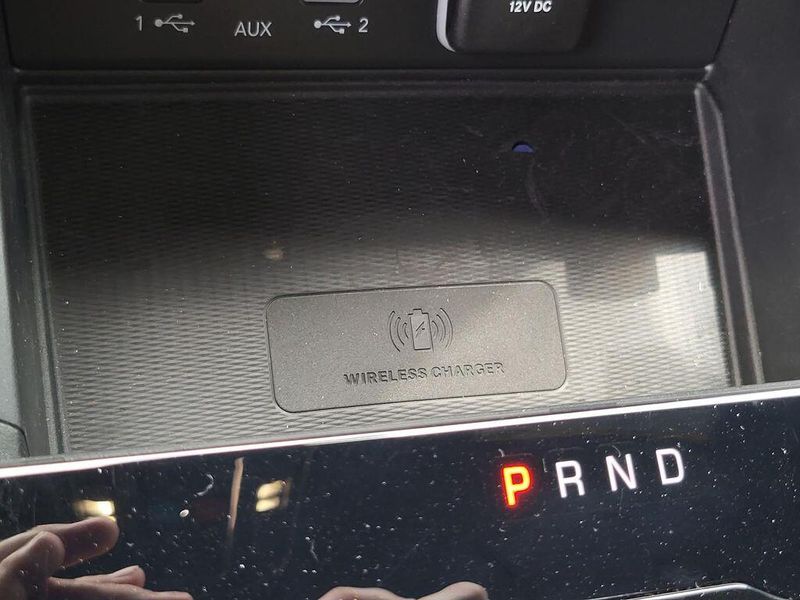 1 AUX 2 12V DC
WIRELESS CHARGER
P R N D